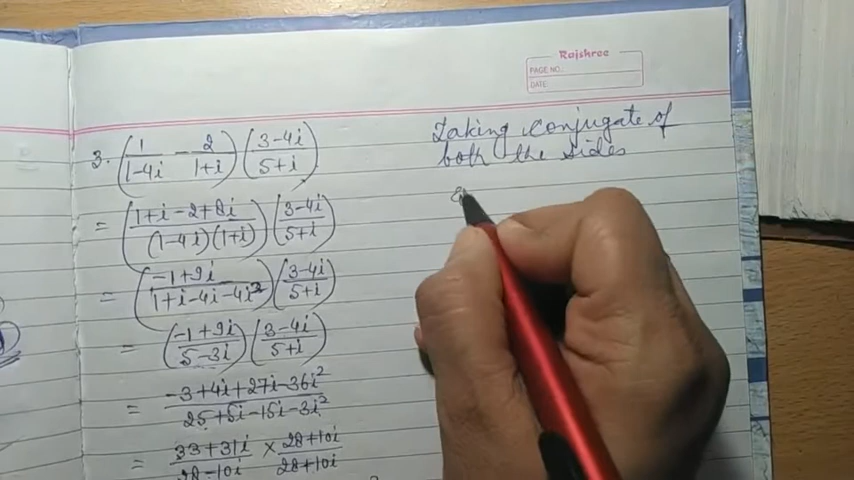 Rajshree
PAGE NO.:
DATE:
3. (1/(1-4i) - 2/(1+i)) ((3-4i)/(5+i))
= ((1+i-2+8i)/((1-4i)(1+i))) ((3-4i)/(5+i))
= ((-1+9i)/(1+i-4i-4i²)) ((3-4i)/(5+i))
= ((-1+9i)/(5-3i)) ((3-4i)/(5+i))
= (-3+4i+27i-36i²)/(25+5i-15i-3i²)
= (33+31i)/(28-10i) × (28+10i)/(28+10i)
Taking conjugate of
both the sides